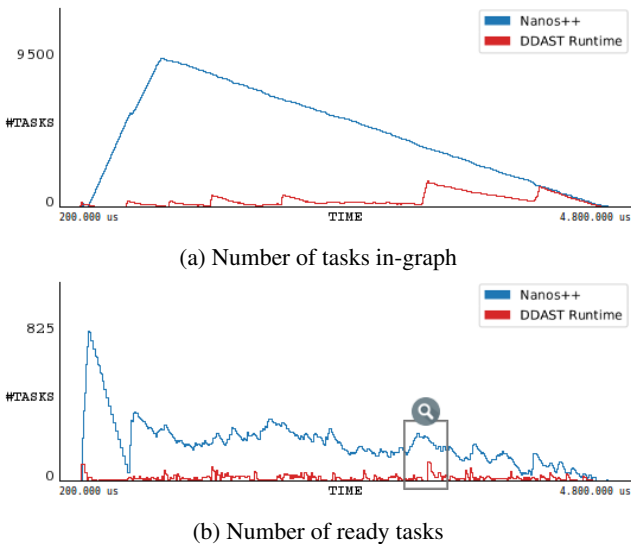 Nanos++
DDAST Runtime
9500
#TASKS
0
200.000 us
TIME
4.800.000 us
(a) Number of tasks in-graph
Nanos++
DDAST Runtime
825
#TASKS
0
200.000 us
TIME
4.800.000 us
(b) Number of ready tasks